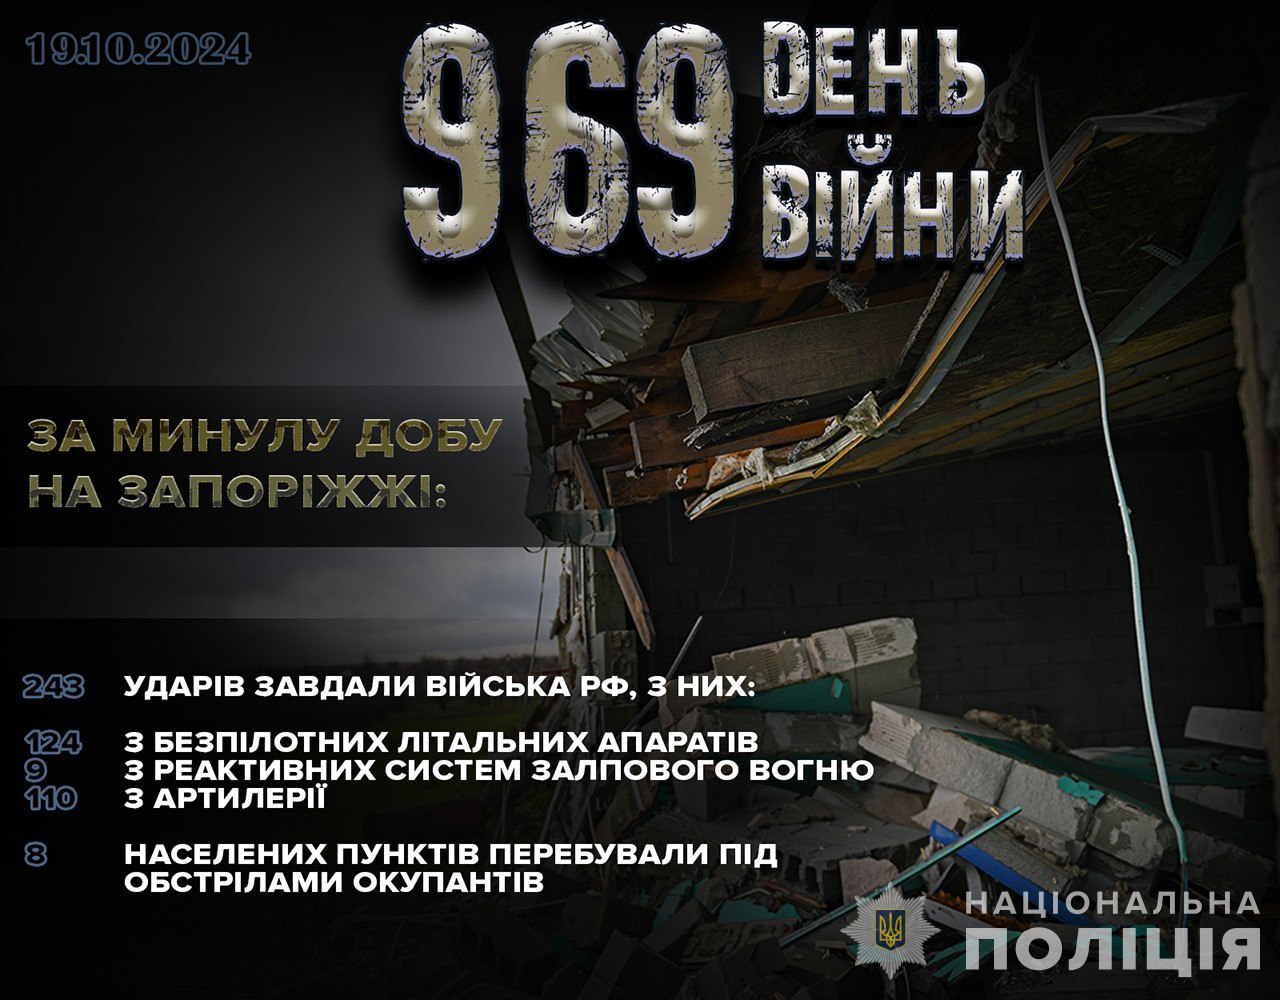 19.10.2024
969 ДЕНЬ
ВІЙНИ
ЗА МИНУЛУ ДОБУ
НА ЗАПОРІЖЖІ:
243 УДАРІВ ЗАВДАЛИ ВІЙСЬКА РФ, З НИХ:
124 З БЕЗПІЛОТНИХ ЛІТАЛЬНИХ АПАРАТІВ
9 З РЕАКТИВНИХ СИСТЕМ ЗАЛПОВОГО ВОГНЮ
110 З АРТИЛЕРІЇ
8 НАСЕЛЕНИХ ПУНКТІВ ПЕРЕБУВАЛИ ПІД
ОБСТРІЛАМИ ОКУПАНТІВ
НАЦІОНАЛЬНА
ПОЛІЦІЯ